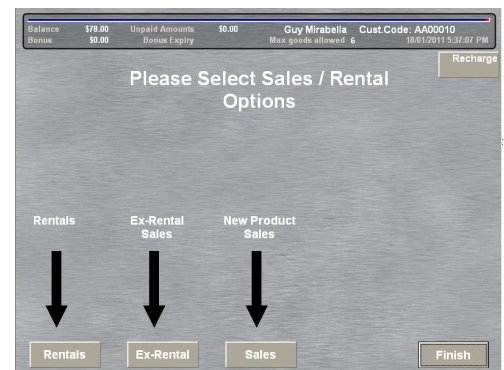 Balance $78.00 Unpaid Amounts $0.00 Guy Mirabella Cust.Code: AA00010
Bonus $0.00 Bonus Expiry Max goods allowed 6 18/01/2011 5:37:07 PM
Recharge
Please Select Sales / Rental
Options
Rentals Ex-Rental New Product
Sales Sales
Rentals Ex-Rental Sales Finish